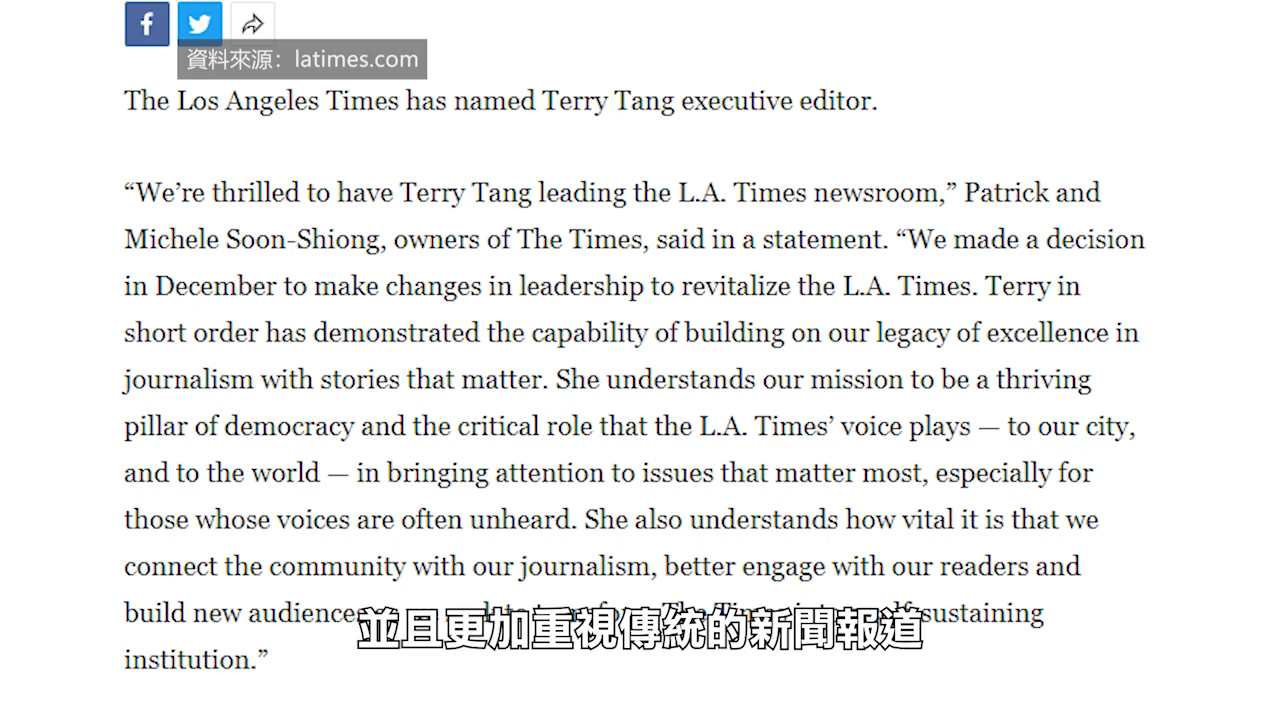 資料來源：latimes.com
The Los Angeles Times has named Terry Tang executive editor.
“We’re thrilled to have Terry Tang leading the L.A. Times newsroom,” Patrick and
Michele Soon-Shiong, owners of The Times, said in a statement. “We made a decision
in December to make changes in leadership to revitalize the L.A. Times. Terry in
short order has demonstrated the capability of building on our legacy of excellence in
journalism with stories that matter. She understands our mission to be a thriving
pillar of democracy and the critical role that the L.A. Times’ voice plays — to our city,
and to the world — in bringing attention to issues that matter most, especially for
those whose voices are often unheard. She also understands how vital it is that we
connect the community with our journalism, better engage with our readers and
build new audience sustaining
並且更加重視傳統的新聞報道
institution.”